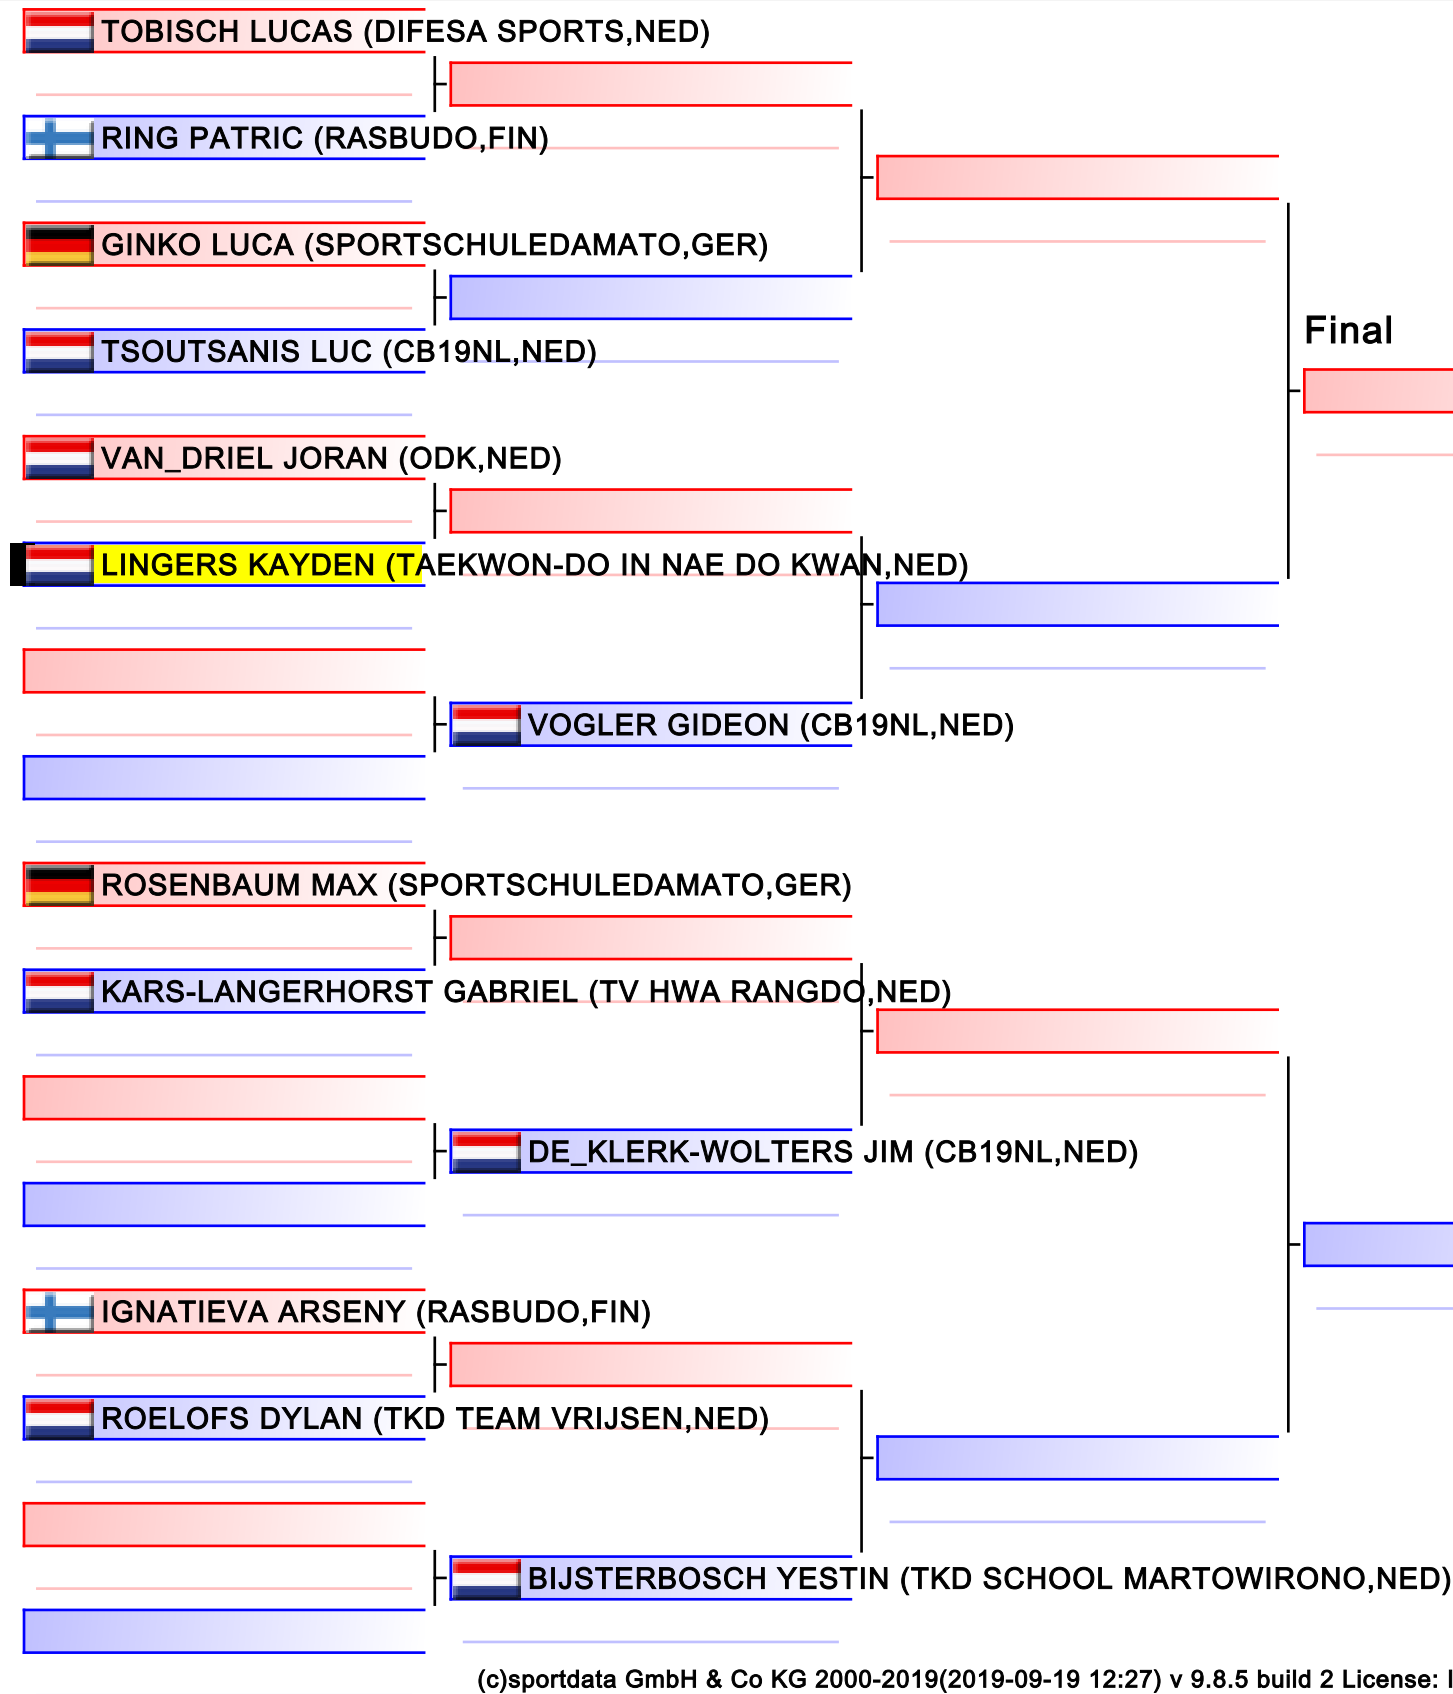 TOBISCH LUCAS (DIFESA SPORTS,NED)
RING PATRIC (RASBUDO,FIN)
GINKO LUCA (SPORTSCHULEDAMATO,GER)
Final
TSOUTSANIS LUC (CB19NL,NED)
VAN_DRIEL JORAN (ODK,NED)
LINGERS KAYDEN (TAEKWON-DO IN NAE DO KWAN,NED)
VOGLER GIDEON (CB19NL,NED)
ROSENBAUM MAX (SPORTSCHULEDAMATO,GER)
KARS-LANGERHORST GABRIEL (TV HWA RANGDO,NED)
DE_KLERK-WOLTERS JIM (CB19NL,NED)
IGNATIEVA ARSENY (RASBUDO,FIN)
ROELOFS DYLAN (TKD TEAM VRIJSEN,NED)
BIJSTERBOSCH YESTIN (TKD SCHOOL MARTOWIRONO,NED)
(c)sportdata GmbH & Co KG 2000-2019(2019-09-19 12:27) v 9.8.5 build 2 License: